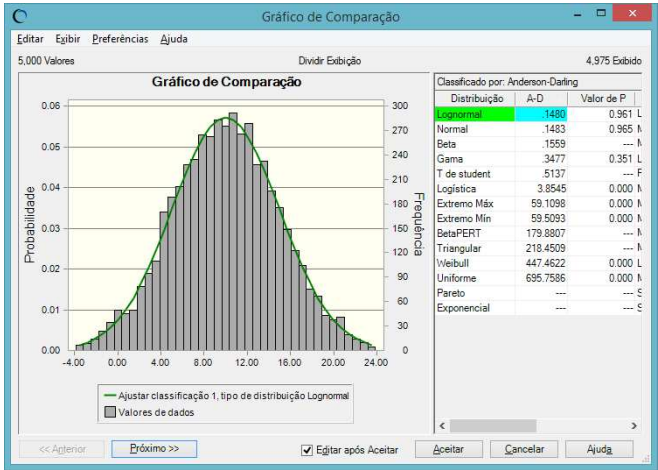 Gráfico de Comparação
Editar Exibir Preferências Ajuda
5,000 Valores Dividir Exibição 4,975 Exibido
Gráfico de Comparação
Probabilidade
0.06
0.05
0.04
0.03
0.02
0.01
0.00
300
270
240
210
180
150
120
90
60
30
0
Frequência
-4.00 0.00 4.00 8.00 12.00 16.00 20.00 24.00
Ajustar classificação 1, tipo de distribuição Lognormal
Valores de dados
Classificado por: Anderson-Darling
Distribuição A-D Valor de P
Lognormal .1480 0.961 L
Normal .1483 0.965 M
Beta .1559 --- M
Gama .3477 0.351 L
T de student .5137 --- F
Logística 3.8545 0.000 M
Extremo Máx 59.1098 0.000 M
Extremo Mín 59.5093 0.000 M
BetaPERT 179.8807 --- M
Triangular 218.4509 --- M
Weibull 447.4622 0.000 L
Uniforme 695.7586 0.000 M
Pareto --- --- S
Exponencial --- --- S
<< Anterior Próximo >> Editar após Aceitar Aceitar Cancelar Ajuda